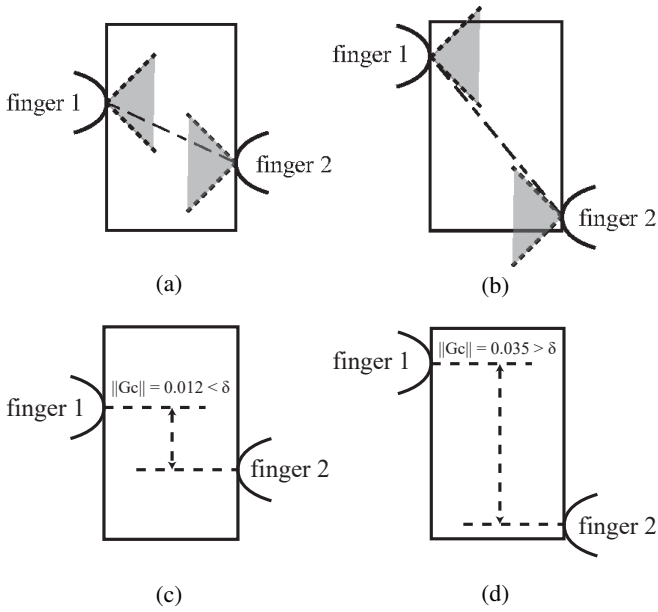 finger 1
finger 2
(a)
finger 1
finger 2
(b)
||Gc|| = 0.012 < δ
finger 1
finger 2
(c)
||Gc|| = 0.035 > δ
finger 1
finger 2
(d)